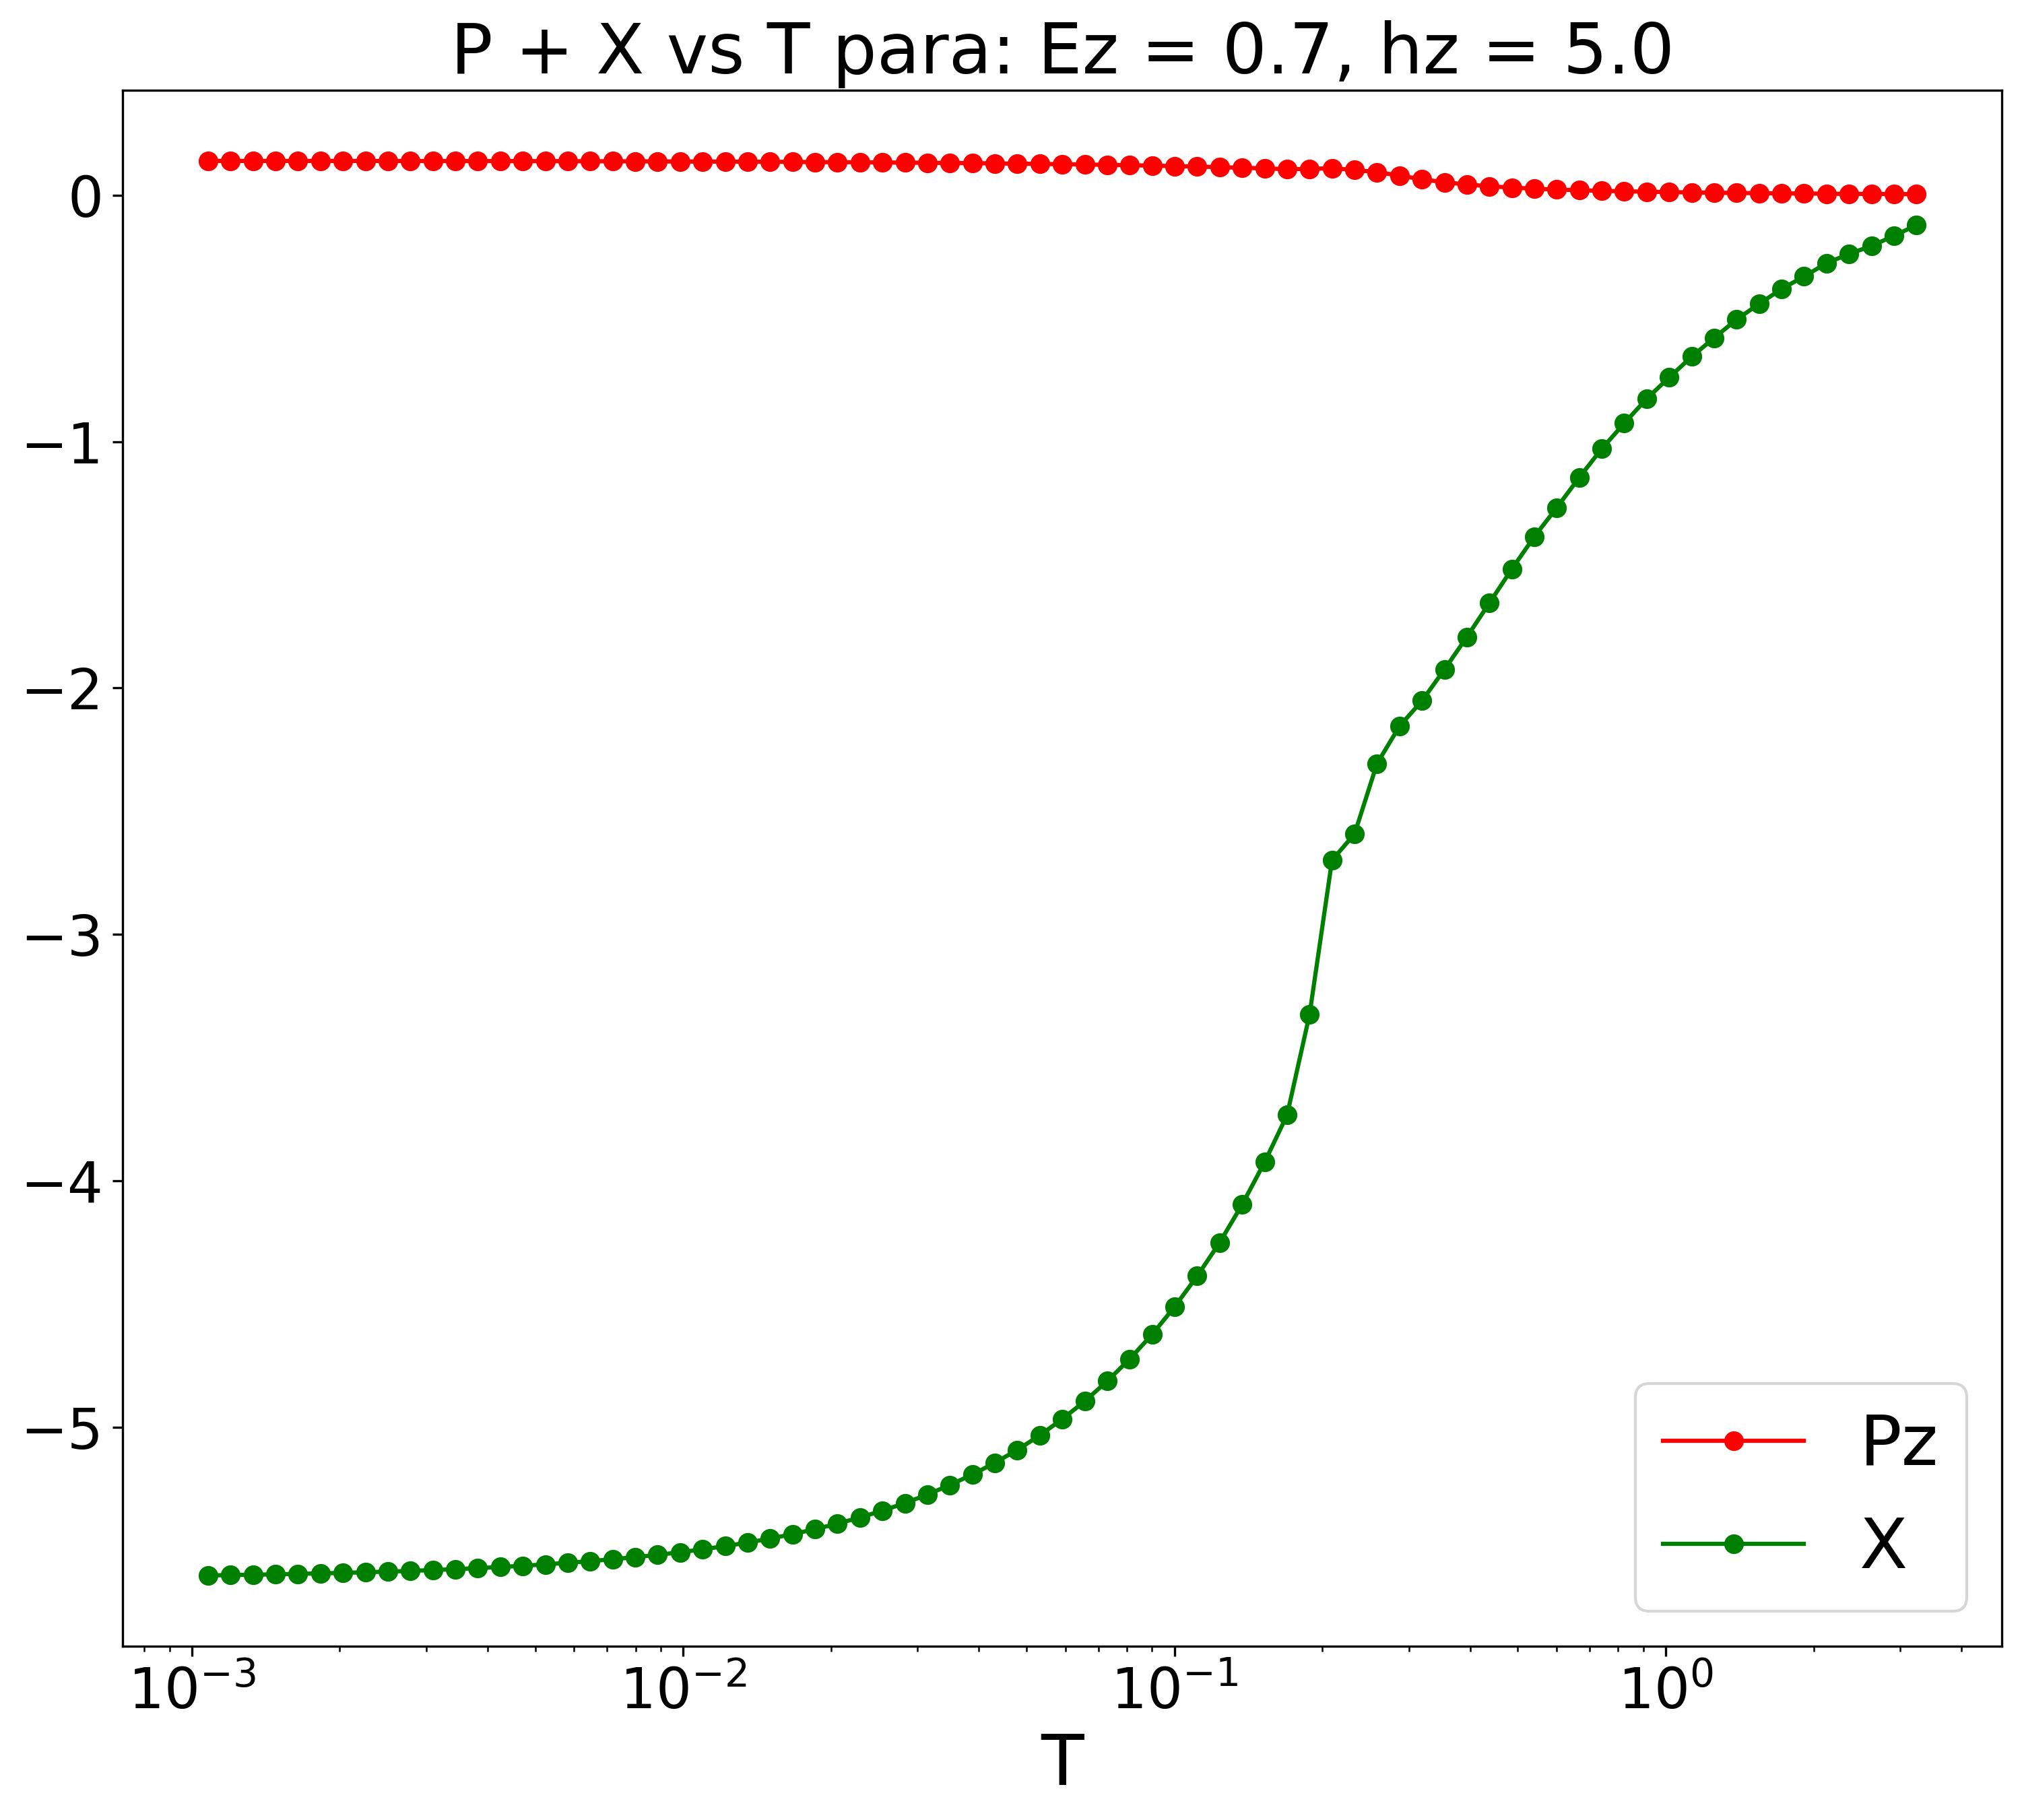 P + X vs T para: Ez = 0.7, hz = 5.0
0
−1
−2
−3
−4
−5
Pz
X
10⁻³ 10⁻² 10⁻¹ 10⁰
T